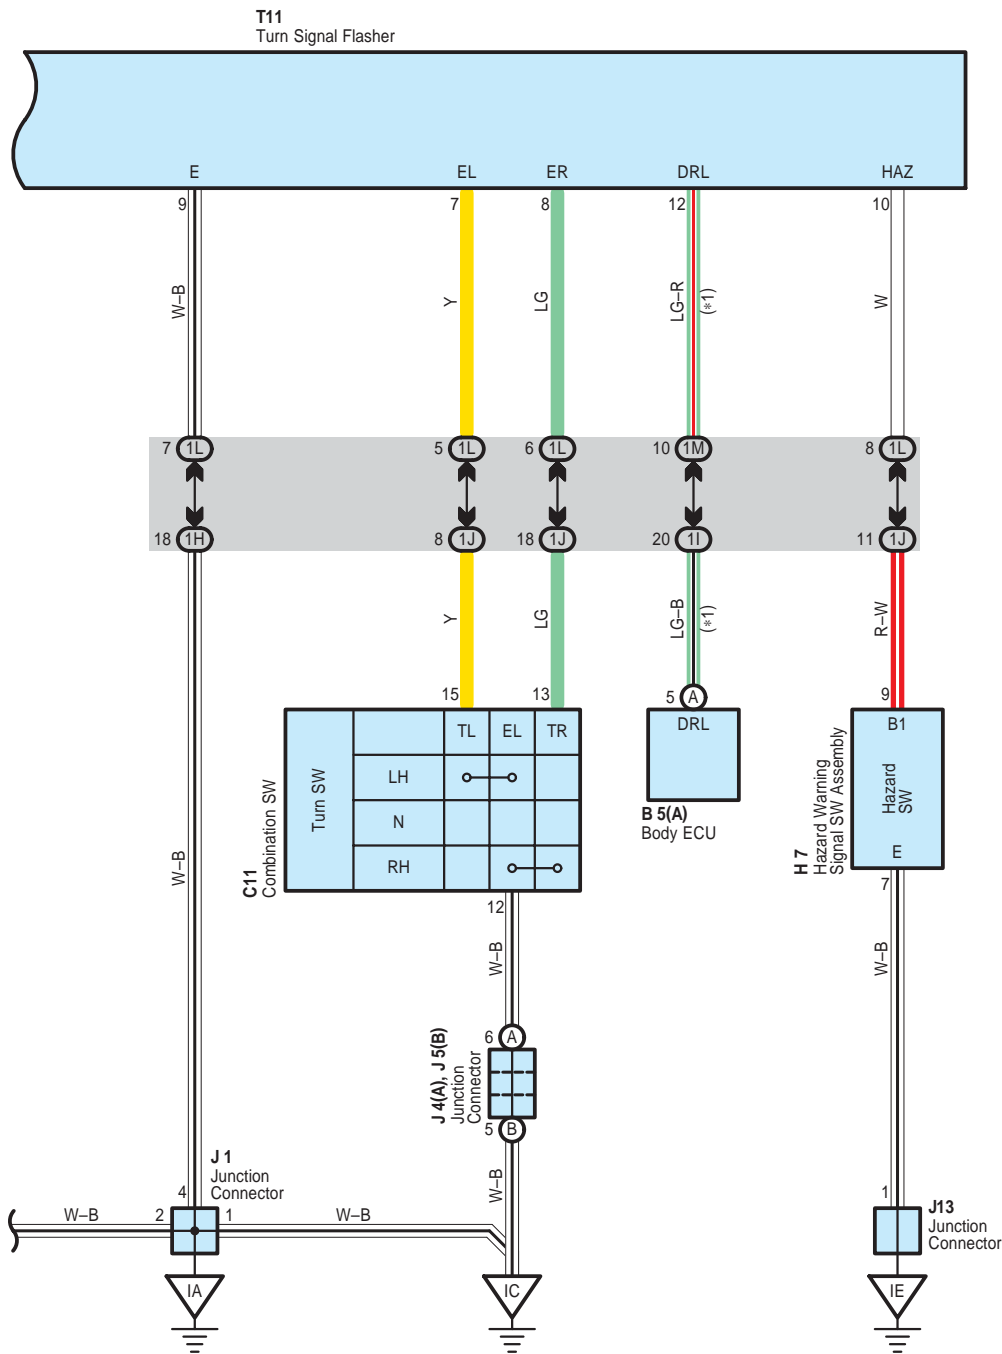 T11
Turn Signal Flasher
E
EL
ER
DRL
HAZ
9
7
8
12
10
W–B
Y
LG
LG–R
(*1)
W
7
1L
5
1L
6
1L
10
1M
8
1L
18
1H
8
1J
18
1J
20
1I
11
1J
Y
LG
LG–B
(*1)
R–W
15
13
5
A
9
TL
EL
TR
DRL
B1
LH
N
RH
Turn SW
C11
Combination SW
B 5(A)
Body ECU
Hazard
SW
E
H 7
Hazard Warning
Signal SW Assembly
W–B
12
7
W–B
W–B
6
A
J 4(A), J 5(B)
Junction
Connector
5
B
W–B
J 1
Junction
Connector
4
W–B
2
1
W–B
1
J13
Junction
Connector
IA
IC
IE